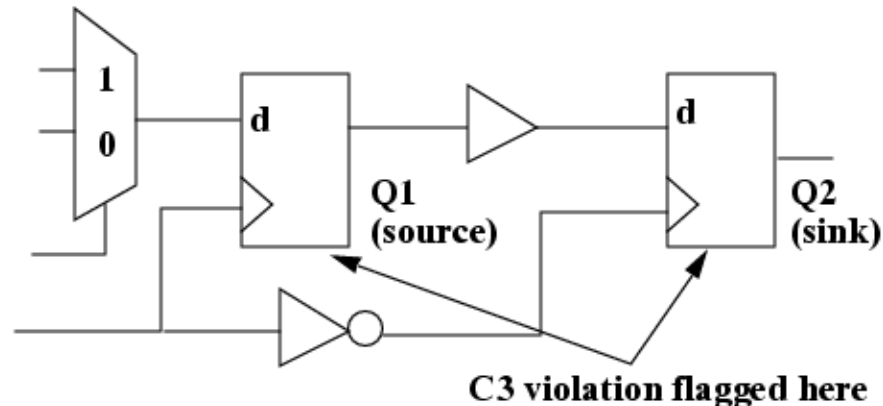 1
0
d
Q1
(source)
d
Q2
(sink)
C3 violation flagged here